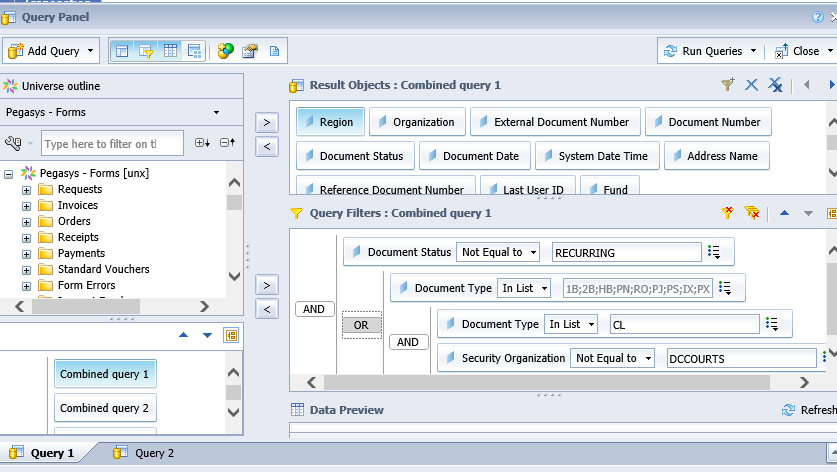 Query Panel
Add Query
Run Queries
Close
Universe outline
Result Objects : Combined query 1
Pegasys - Forms
Region
Organization
External Document Number
Document Number
Type here to filter on tl
Document Status
Document Date
System Date Time
Address Name
Pegasys - Forms [unx]
Reference Document Number
Last User ID
Fund
Requests
Invoices
Query Filters : Combined query 1
Orders
Receipts
Document Status
Not Equal to
RECURRING
Payments
Standard Vouchers
Form Errors
Document Type
In List
1B;2B;HB;PN;RO;PJ;PS;IX;PX
AND
OR
Document Type
In List
CL
AND
Security Organization
Not Equal to
DCCOURTS
Combined query 1
Combined query 2
Data Preview
Refresh
Query 1
Query 2